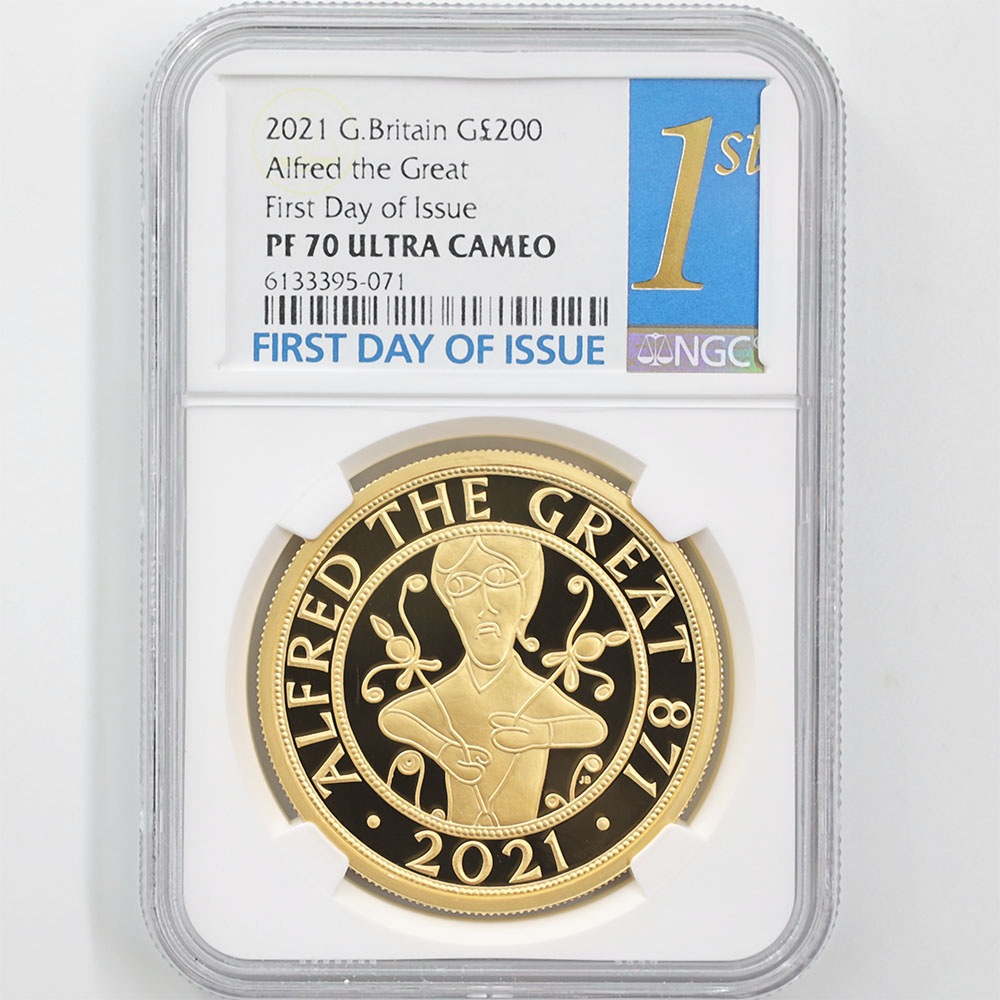 2021 G.Britain G£200
Alfred the Great
First Day of Issue
PF 70 ULTRA CAMEO
6133395-071
FIRST DAY OF ISSUE
1st
NGC
ALFRED THE GREAT 871
· 2021 ·
JB